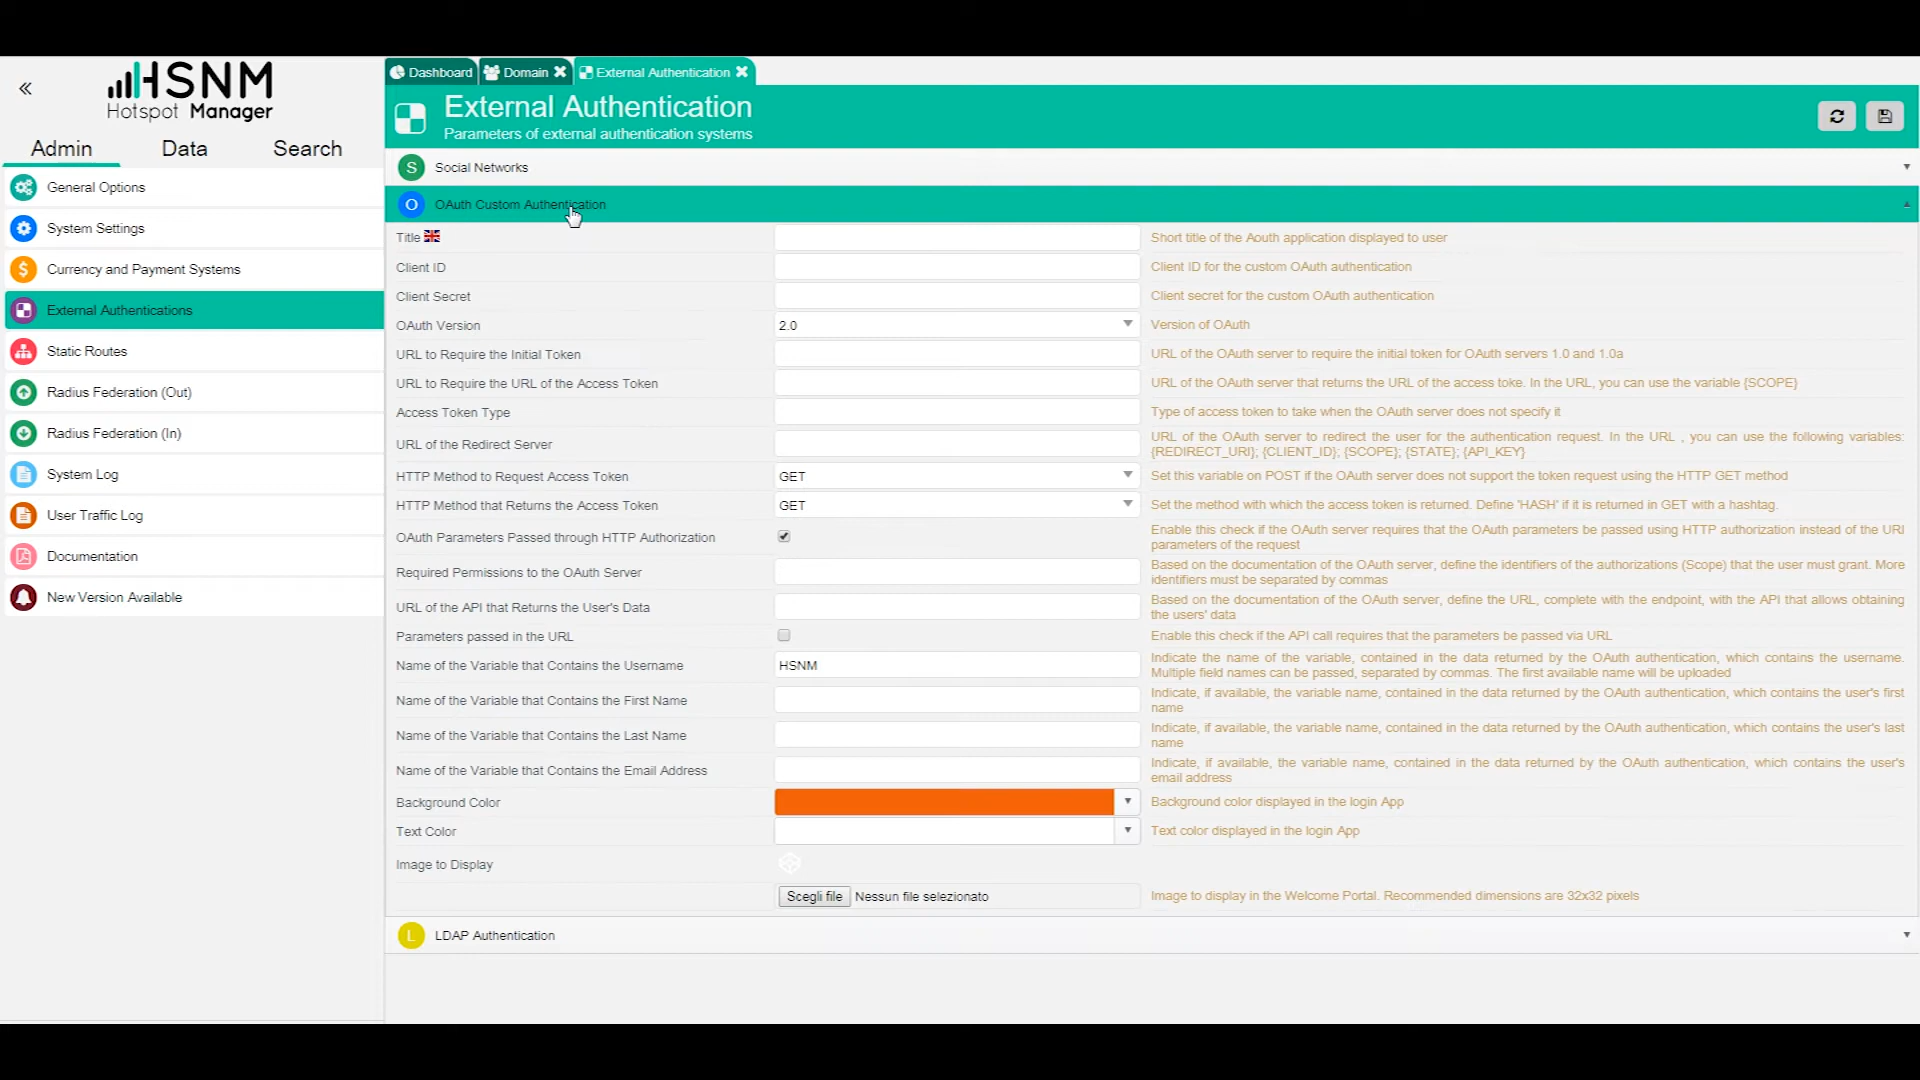 HSNM
Hotspot Manager
Admin Data Search
General Options
System Settings
Currency and Payment Systems
External Authentications
Static Routes
Radius Federation (Out)
Radius Federation (In)
System Log
User Traffic Log
Documentation
New Version Available
Dashboard Domain External Authentication
External Authentication
Parameters of external authentication systems
S Social Networks
O OAuth Custom Authentication
Title Short title of the Aouth application displayed to user
Client ID Client ID for the custom OAuth authentication
Client Secret Client secret for the custom OAuth authentication
OAuth Version 2.0 Version of OAuth
URL to Require the Initial Token URL of the OAuth server to require the initial token for OAuth servers 1.0 and 1.0a
URL to Require the URL of the Access Token URL of the OAuth server that returns the URL of the access toke. In the URL, you can use the variable {SCOPE}
Access Token Type Type of access token to take when the OAuth server does not specify it
URL of the Redirect Server URL of the OAuth server to redirect the user for the authentication request. In the URL , you can use the following variables:
{REDIRECT_URI}; {CLIENT_ID}; {SCOPE}; {STATE}; {API_KEY}
HTTP Method to Request Access Token GET Set this variable on POST if the OAuth server does not support the token request using the HTTP GET method
HTTP Method that Returns the Access Token GET Set the method with which the access token is returned. Define 'HASH' if it is returned in GET with a hashtag.
OAuth Parameters Passed through HTTP Authorization Enable this check if the OAuth server requires that the OAuth parameters be passed using HTTP authorization instead of the URI
parameters of the request
Required Permissions to the OAuth Server Based on the documentation of the OAuth server, define the identifiers of the authorizations (Scope) that the user must grant. More
identifiers must be separated by commas
URL of the API that Returns the User's Data Based on the documentation of the OAuth server, define the URL, complete with the endpoint, with the API that allows obtaining
the users' data
Parameters passed in the URL Enable this check if the API call requires that the parameters be passed via URL
Name of the Variable that Contains the Username HSNM Indicate the name of the variable, contained in the data returned by the OAuth authentication, which contains the username.
Multiple field names can be passed, separated by commas. The first available name will be uploaded
Name of the Variable that Contains the First Name Indicate, if available, the variable name, contained in the data returned by the OAuth authentication, which contains the user's first
name
Name of the Variable that Contains the Last Name Indicate, if available, the variable name, contained in the data returned by the OAuth authentication, which contains the user's last
name
Name of the Variable that Contains the Email Address Indicate, if available, the variable name, contained in the data returned by the OAuth authentication, which contains the user's
email address
Background Color Background color displayed in the login App
Text Color Text color displayed in the login App
Image to Display
Scegli file Nessun file selezionato Image to display in the Welcome Portal. Recommended dimensions are 32x32 pixels
L LDAP Authentication